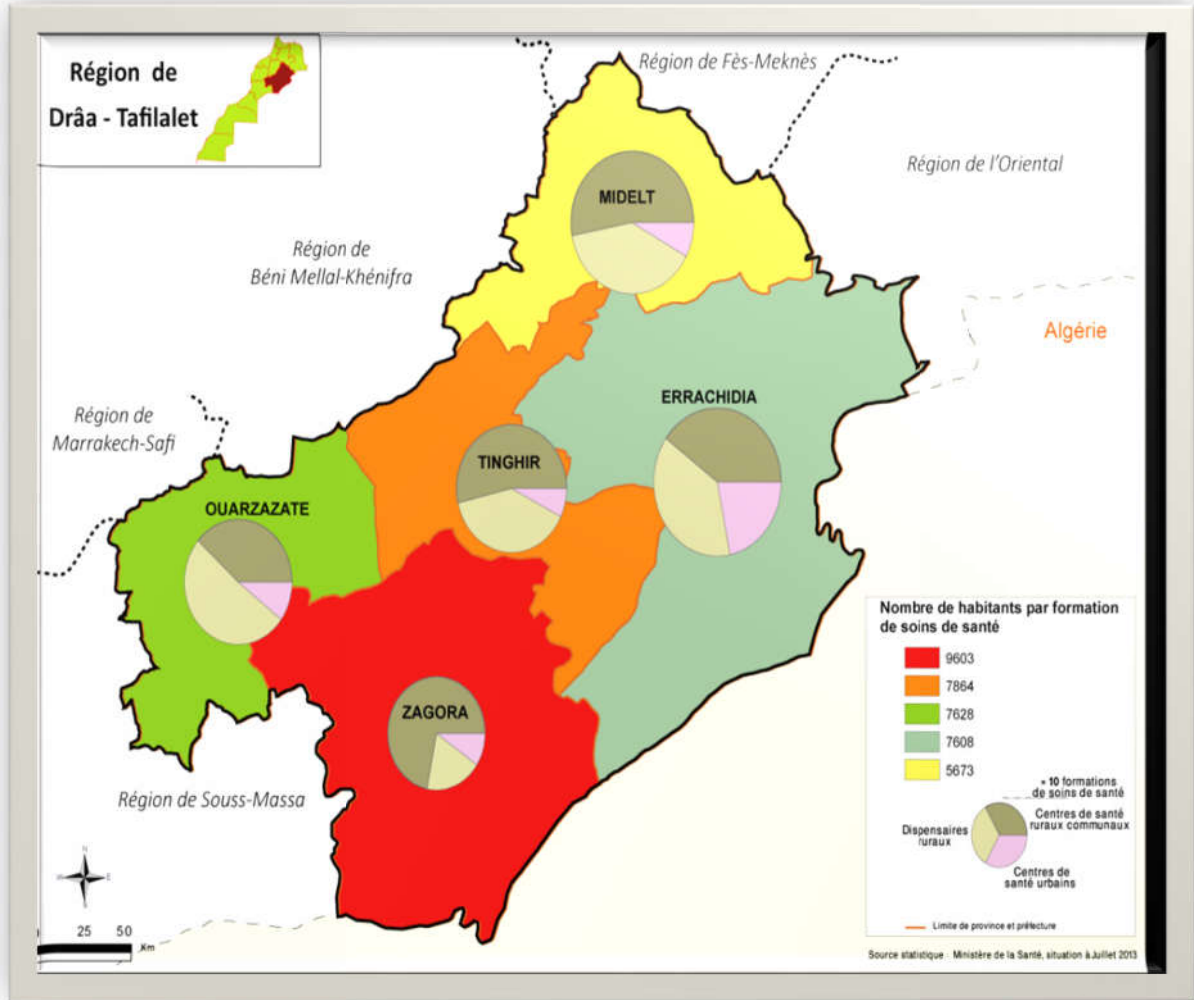 Région de
Drâa - Tafilalet
Région de Fès-Meknès
Région de l'Oriental
MIDELT
Région de
Béni Mellal-Khénifra
Algérie
ERRACHIDIA
Région de
Marrakech-Safi
TINGHIR
OUARZAZATE
ZAGORA
Région de Souss-Massa
N
E
25 50
Km
Nombre de habitants par formation
de soins de santé
9603
7864
7628
7608
5673
10 formations
de soins de santé
Centres de santé
ruraux communaux
Dispensaires
ruraux
Centres de
santé urbains
Limite de province et préfecture
Source statistique : Ministère de la Santé, situation à Juillet 2013